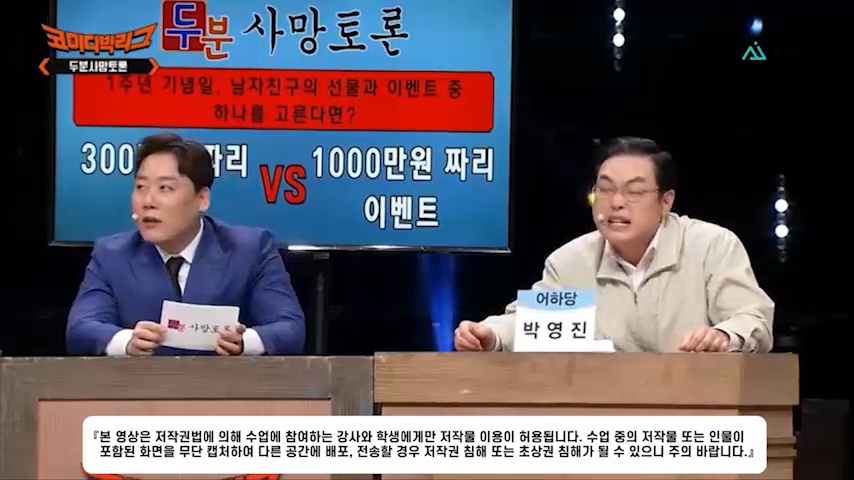 코미디빅리그
두분사망토론
두분 사망토론
1주년 기념일, 남자친구의 선물과 이벤트 중
하나를 고른다면?
300 짜리
VS
1000만원 짜리
이벤트
두분 사망토론
어하당
박영진
『본 영상은 저작권법에 의해 수업에 참여하는 강사와 학생에게만 저작물 이용이 허용됩니다. 수업 중의 저작물 또는 인물이
포함된 화면을 무단 캡처하여 다른 공간에 배포, 전송할 경우 저작권 침해 또는 초상권 침해가 될 수 있으니 주의 바랍니다.』